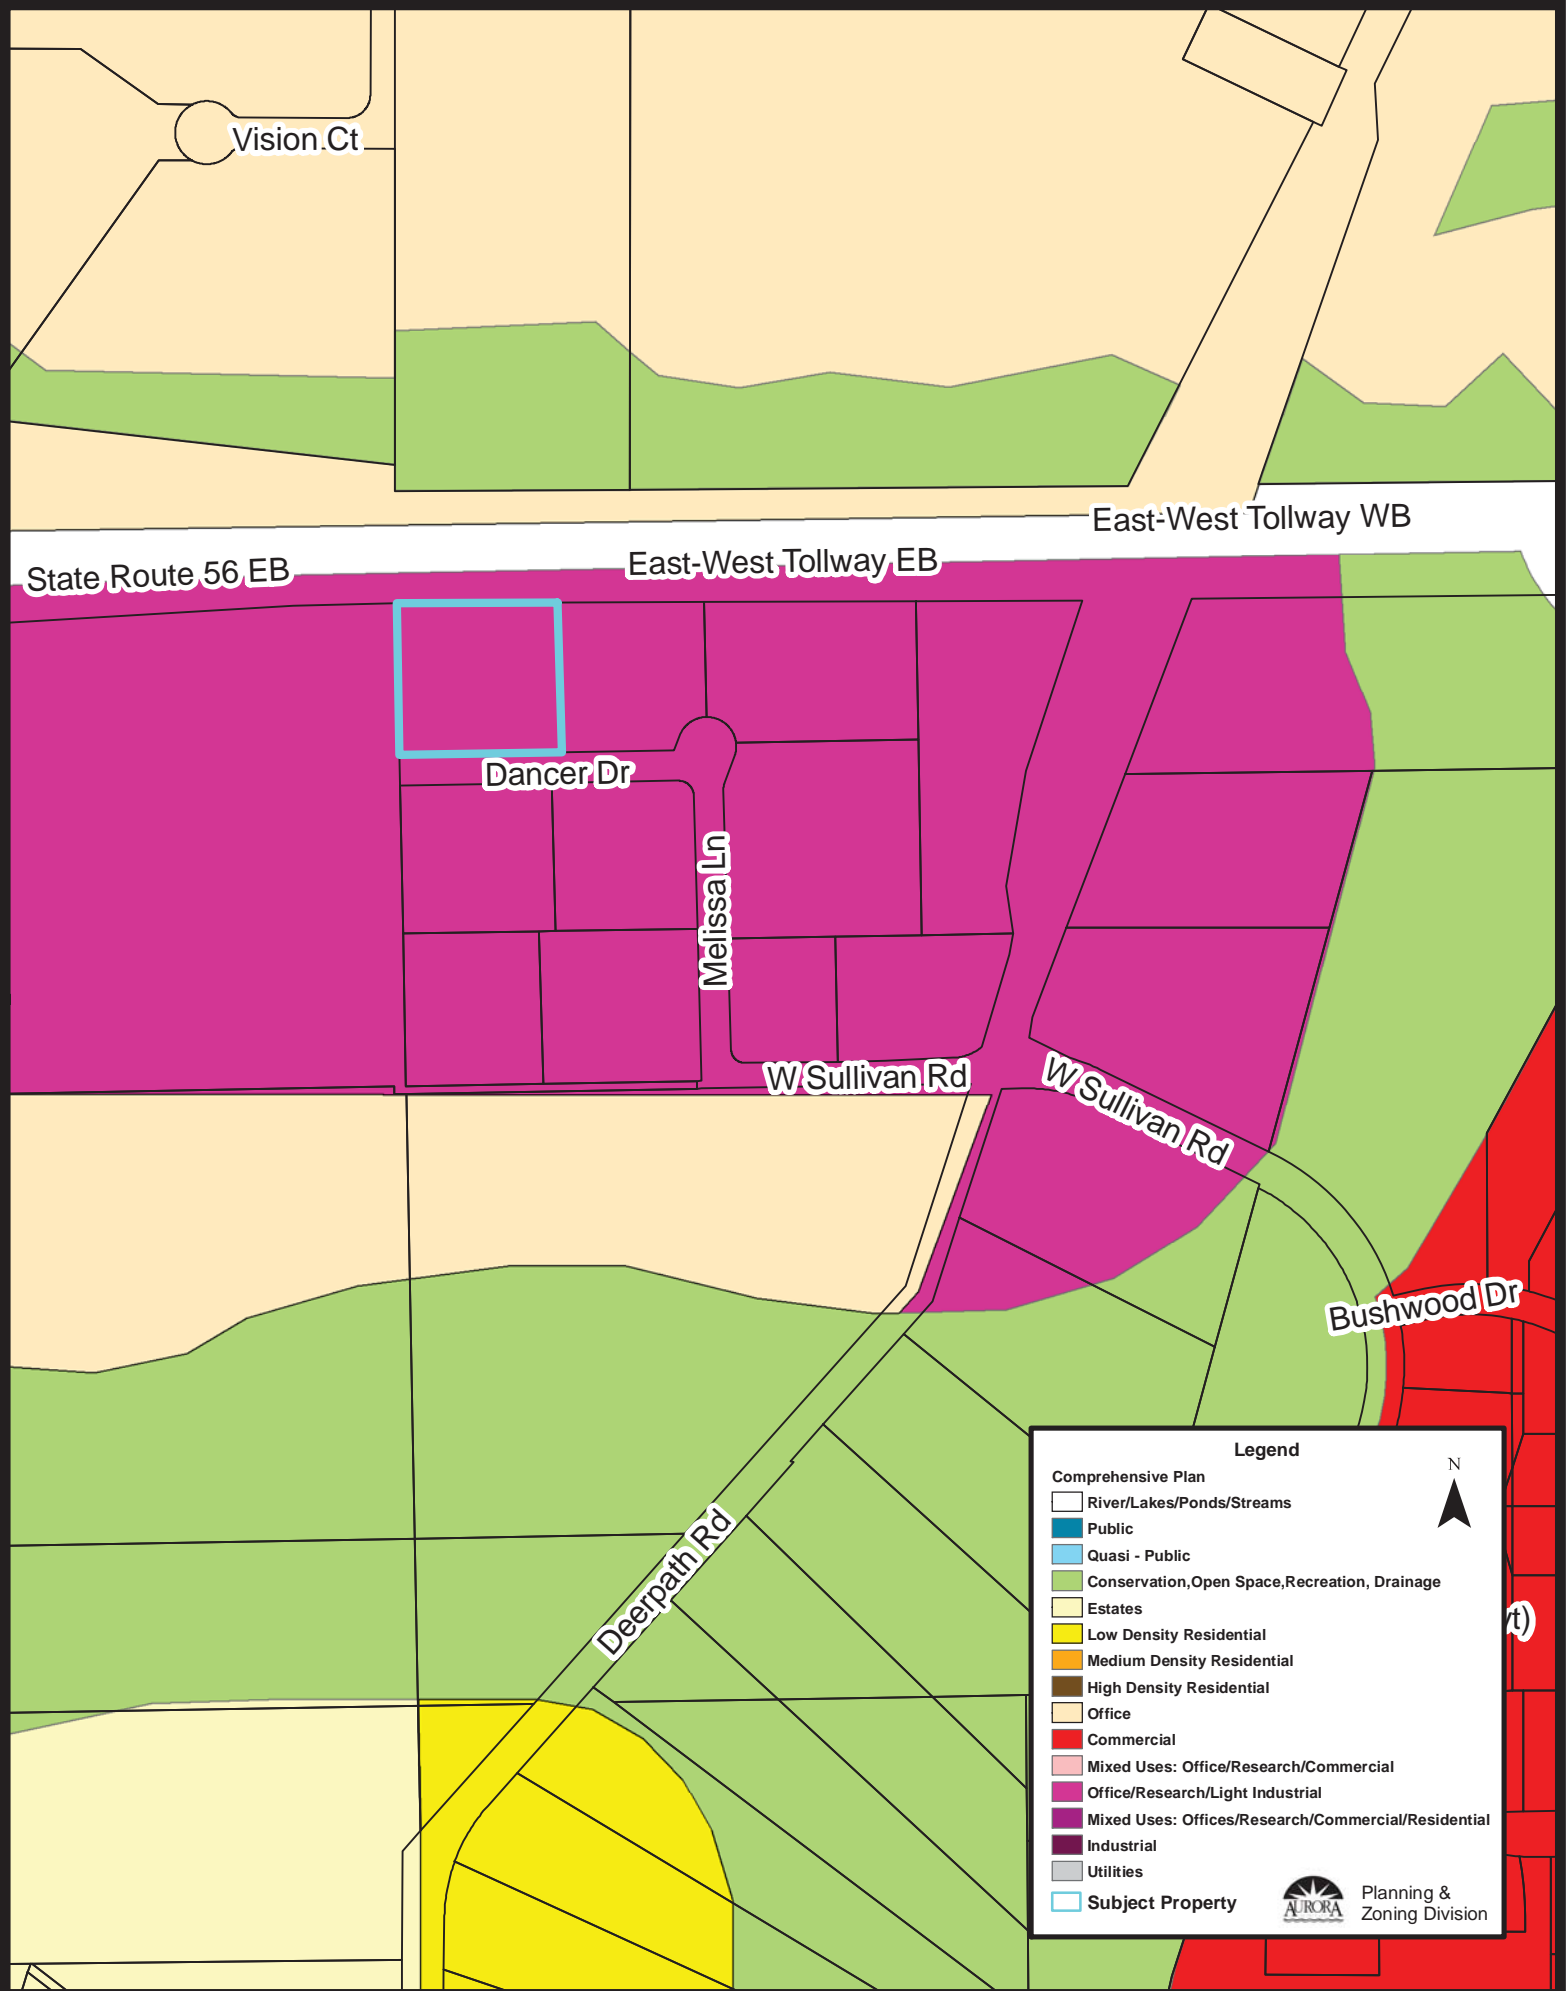 Vision Ct
East-West Tollway WB
East-West Tollway EB
State Route 56 EB
Dancer Dr
Melissa Ln
W Sullivan Rd
W Sullivan Rd
Bushwood Dr
Deerpath Rd
Legend
N
Comprehensive Plan
River/Lakes/Ponds/Streams
Public
Quasi - Public
Conservation,Open Space,Recreation, Drainage
Estates
Low Density Residential
Medium Density Residential
High Density Residential
Office
Commercial
Mixed Uses: Office/Research/Commercial
Office/Research/Light Industrial
Mixed Uses: Offices/Research/Commercial/Residential
Industrial
Utilities
Subject Property
AURORA
Planning &
Zoning Division